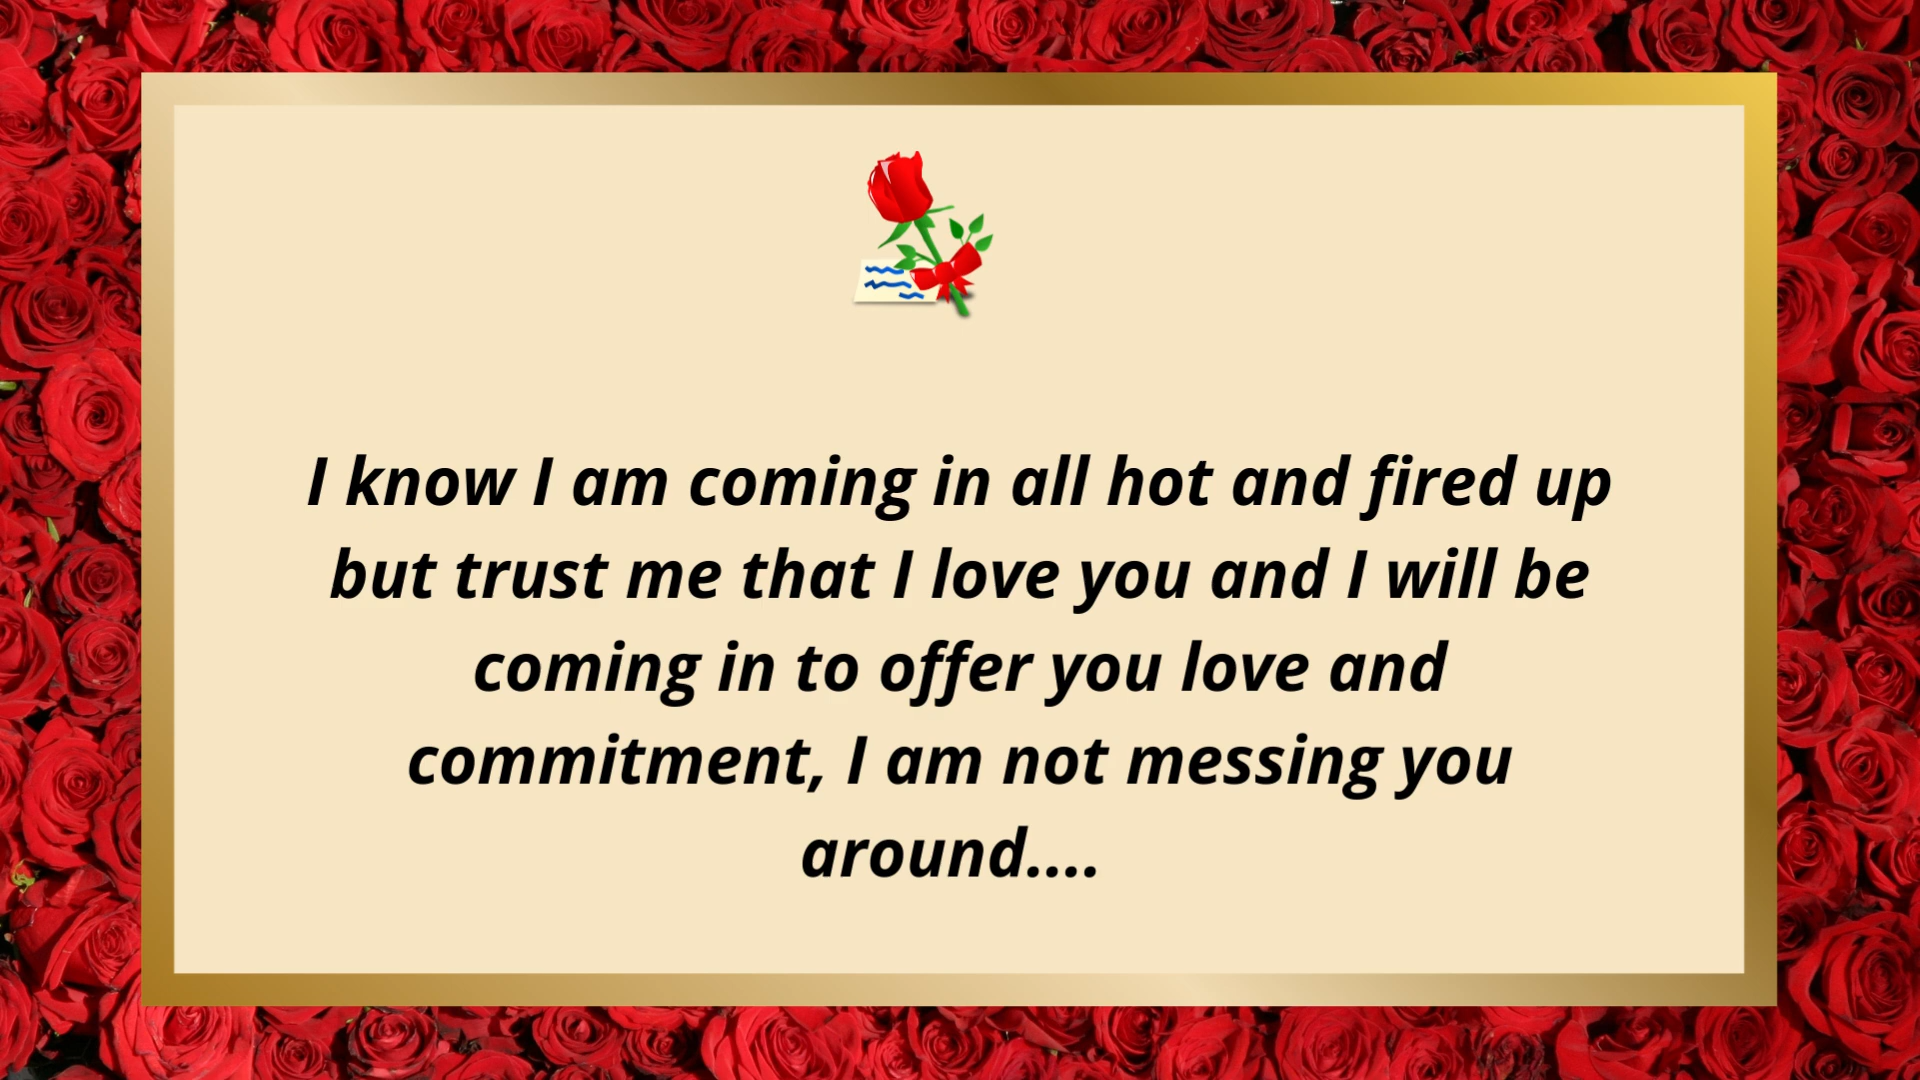 I know I am coming in all hot and fired up
but trust me that I love you and I will be
coming in to offer you love and
commitment, I am not messing you
around....